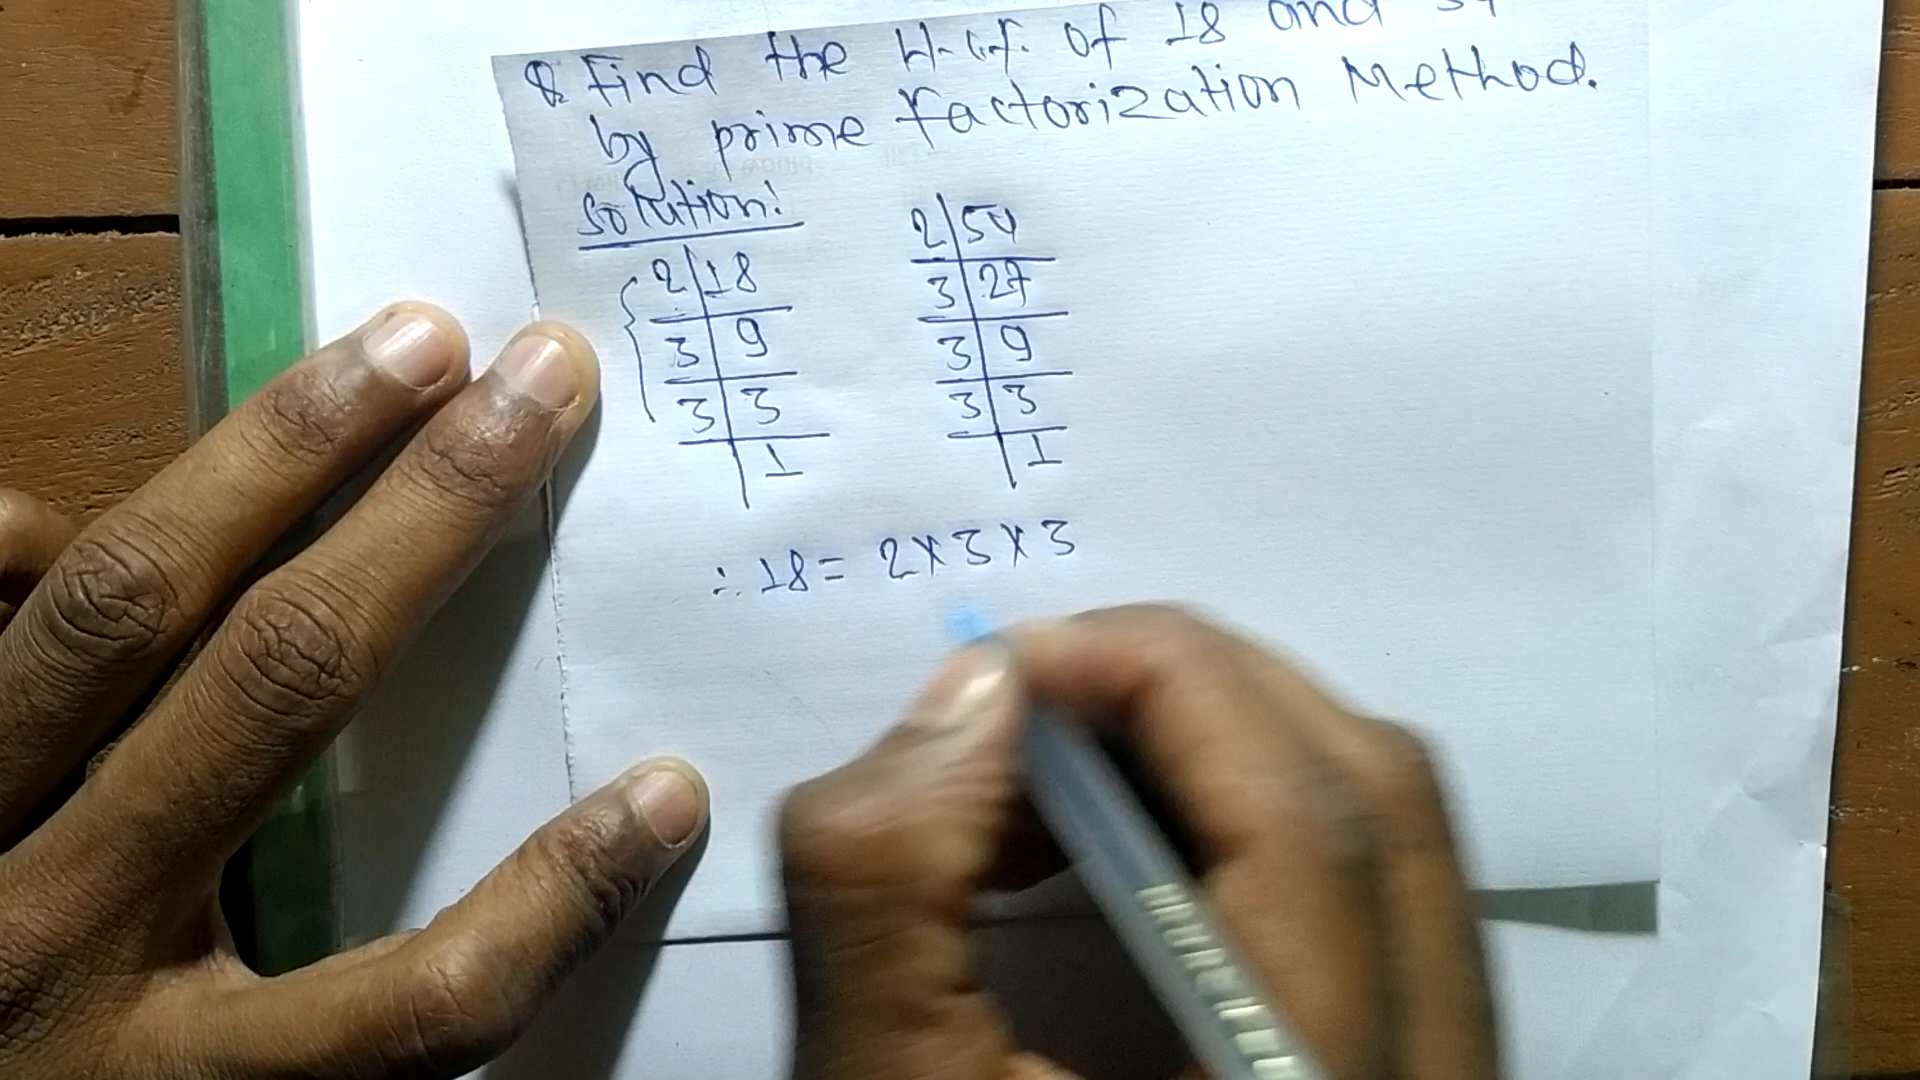 Q. Find the H.C.F. of 18 and 54
by prime factorization Method.
Solution:
2 | 18
3 | 9
3 | 3
1
2 | 54
3 | 27
3 | 9
3 | 3
1
∴ 18 = 2 × 3 × 3